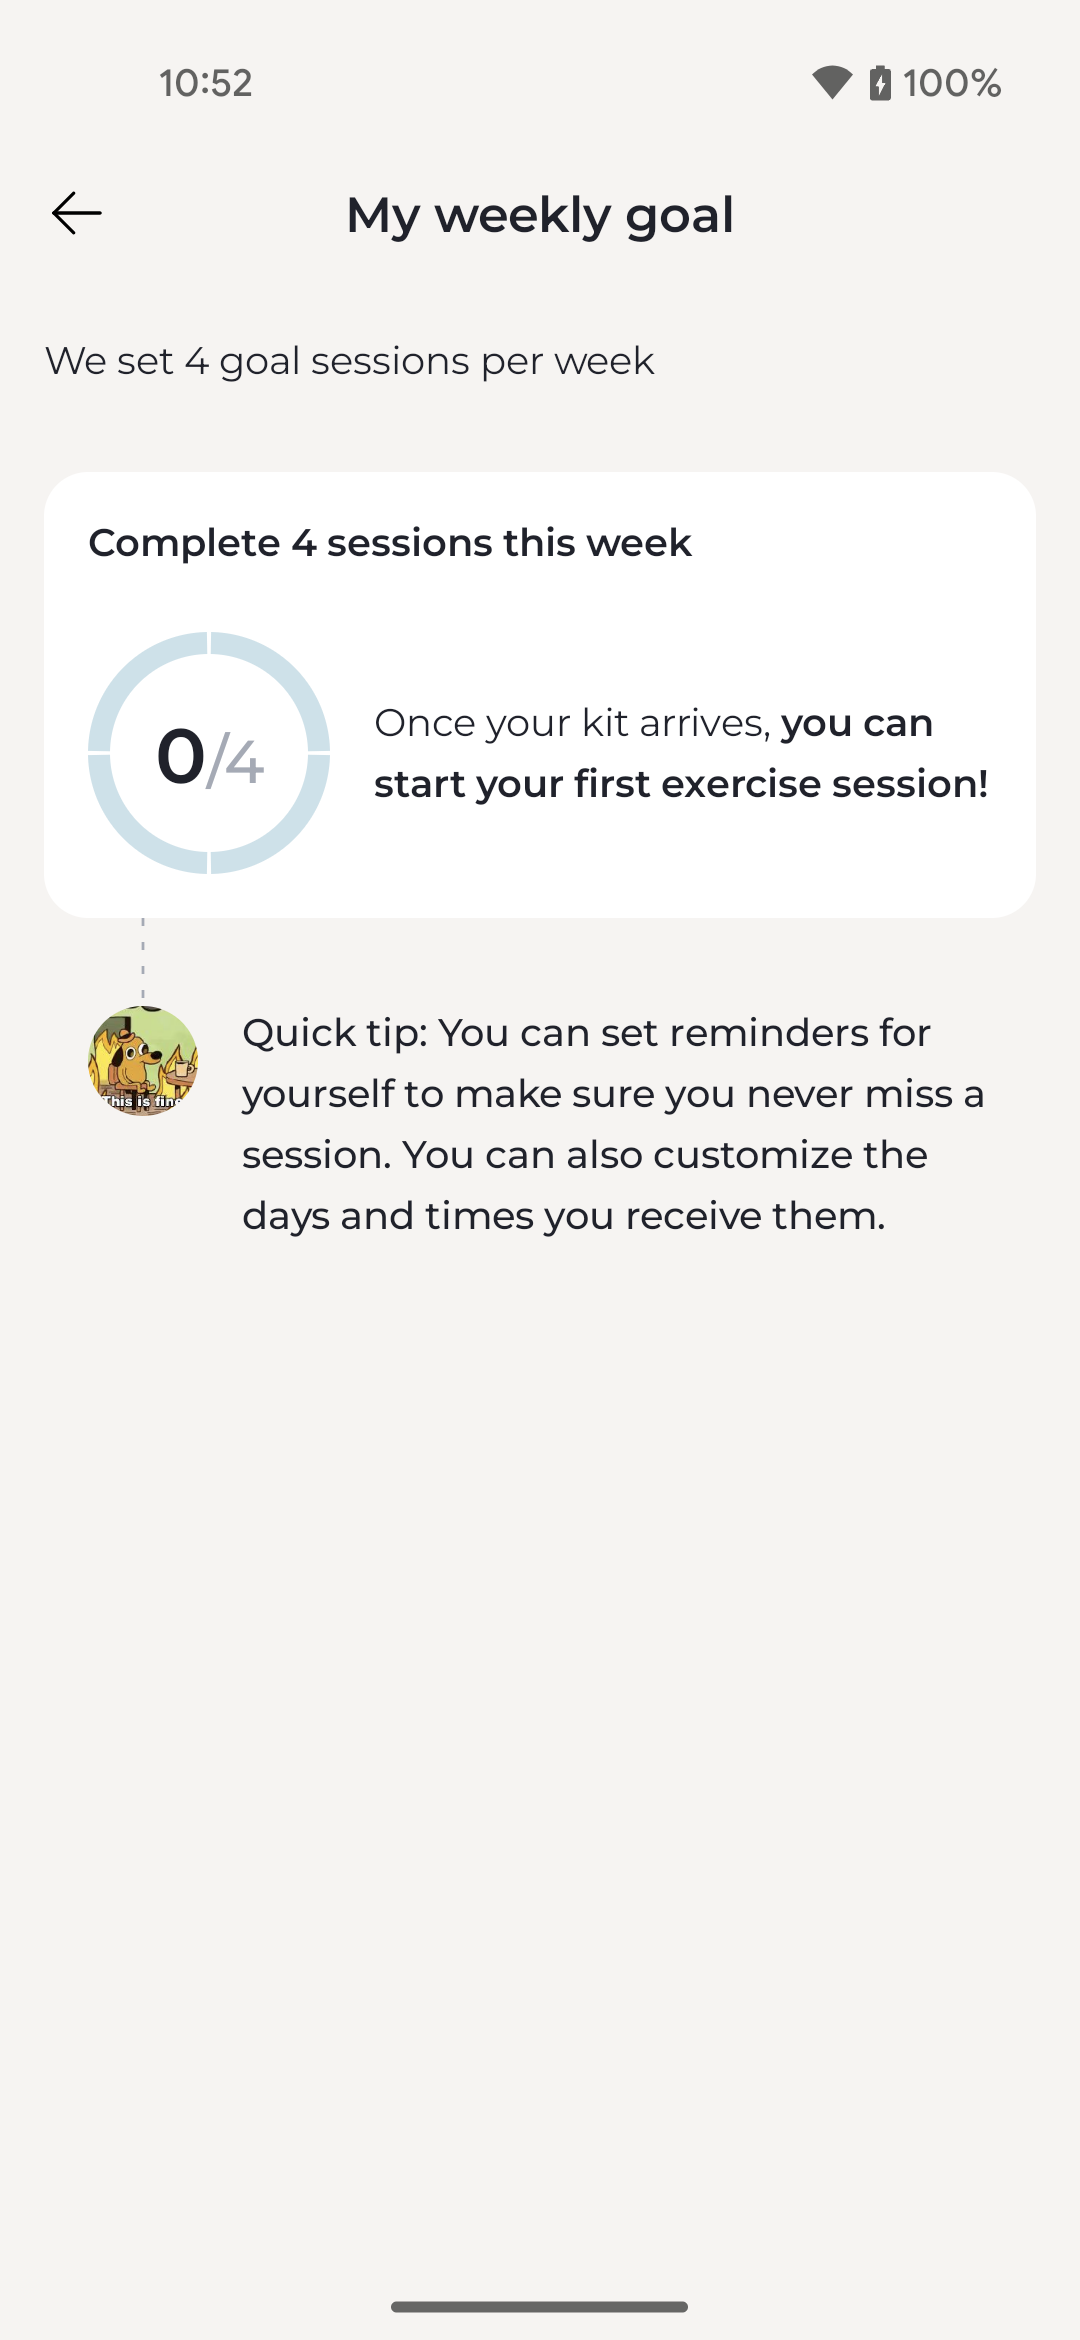 10:52
100%
My weekly goal
We set 4 goal sessions per week
Complete 4 sessions this week
0/4
Once your kit arrives, you can
start your first exercise session!
This is fine
Quick tip: You can set reminders for
yourself to make sure you never miss a
session. You can also customize the
days and times you receive them.